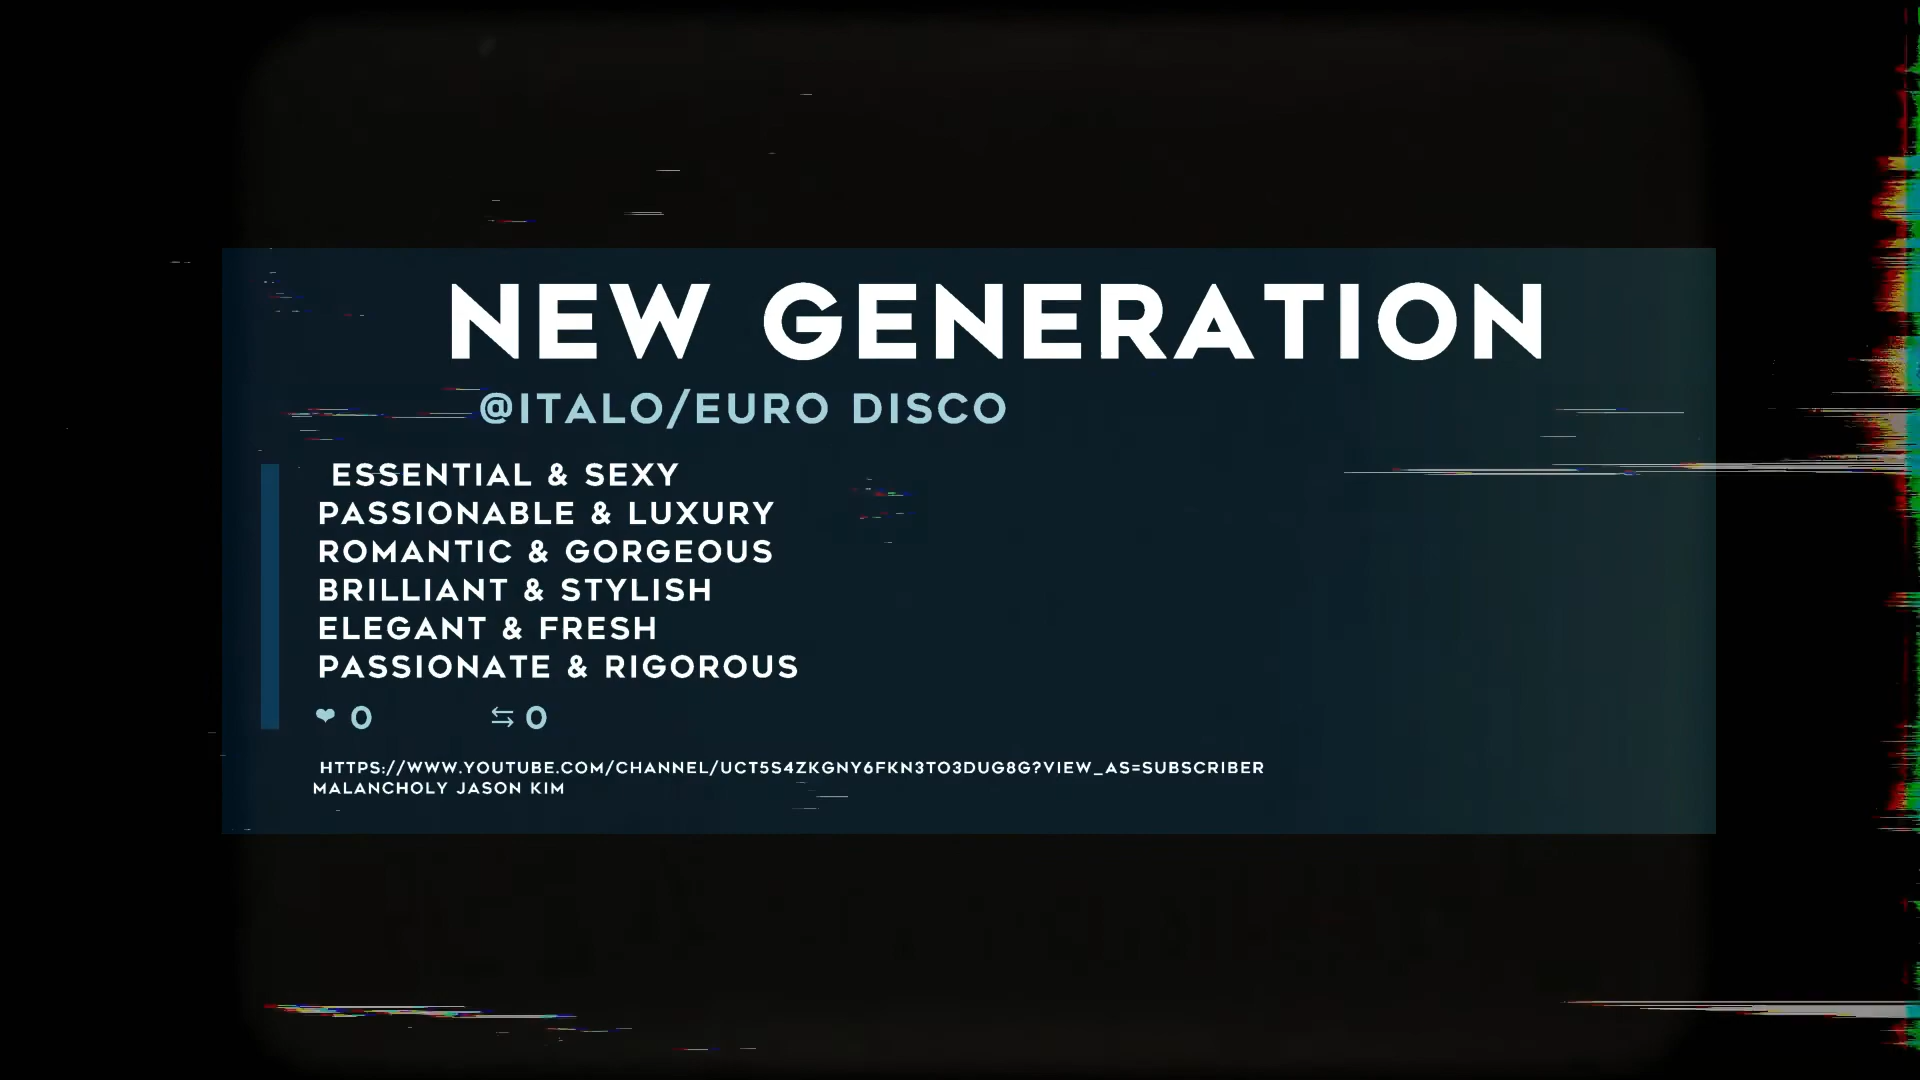 NEW GENERATION
@ITALO/EURO DISCO
ESSENTIAL & SEXY
PASSIONABLE & LUXURY
ROMANTIC & GORGEOUS
BRILLIANT & STYLISH
ELEGANT & FRESH
PASSIONATE & RIGOROUS
❤ 0 ⇆ 0
HTTPS://WWW.YOUTUBE.COM/CHANNEL/UCT5S4ZKGNY6FKN3TO3DUG8G?VIEW_AS=SUBSCRIBER
MALANCHOLY JASON KIM